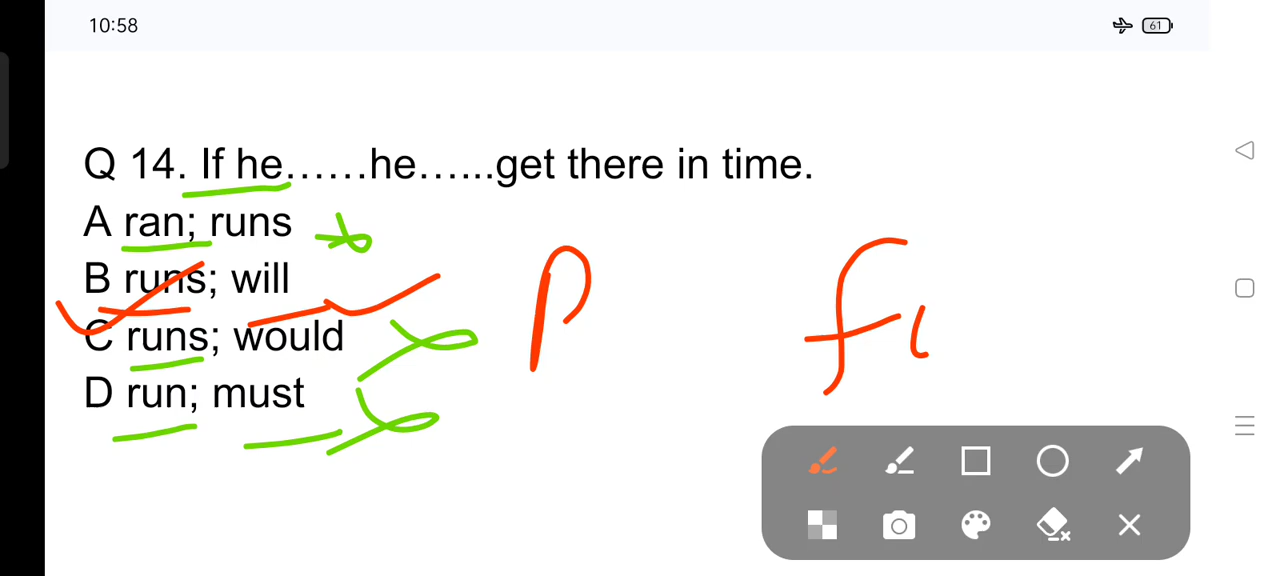 10:58
61
Q 14. If he......he......get there in time.
A ran; runs
B runs; will
C runs; would
D run; must
P fu